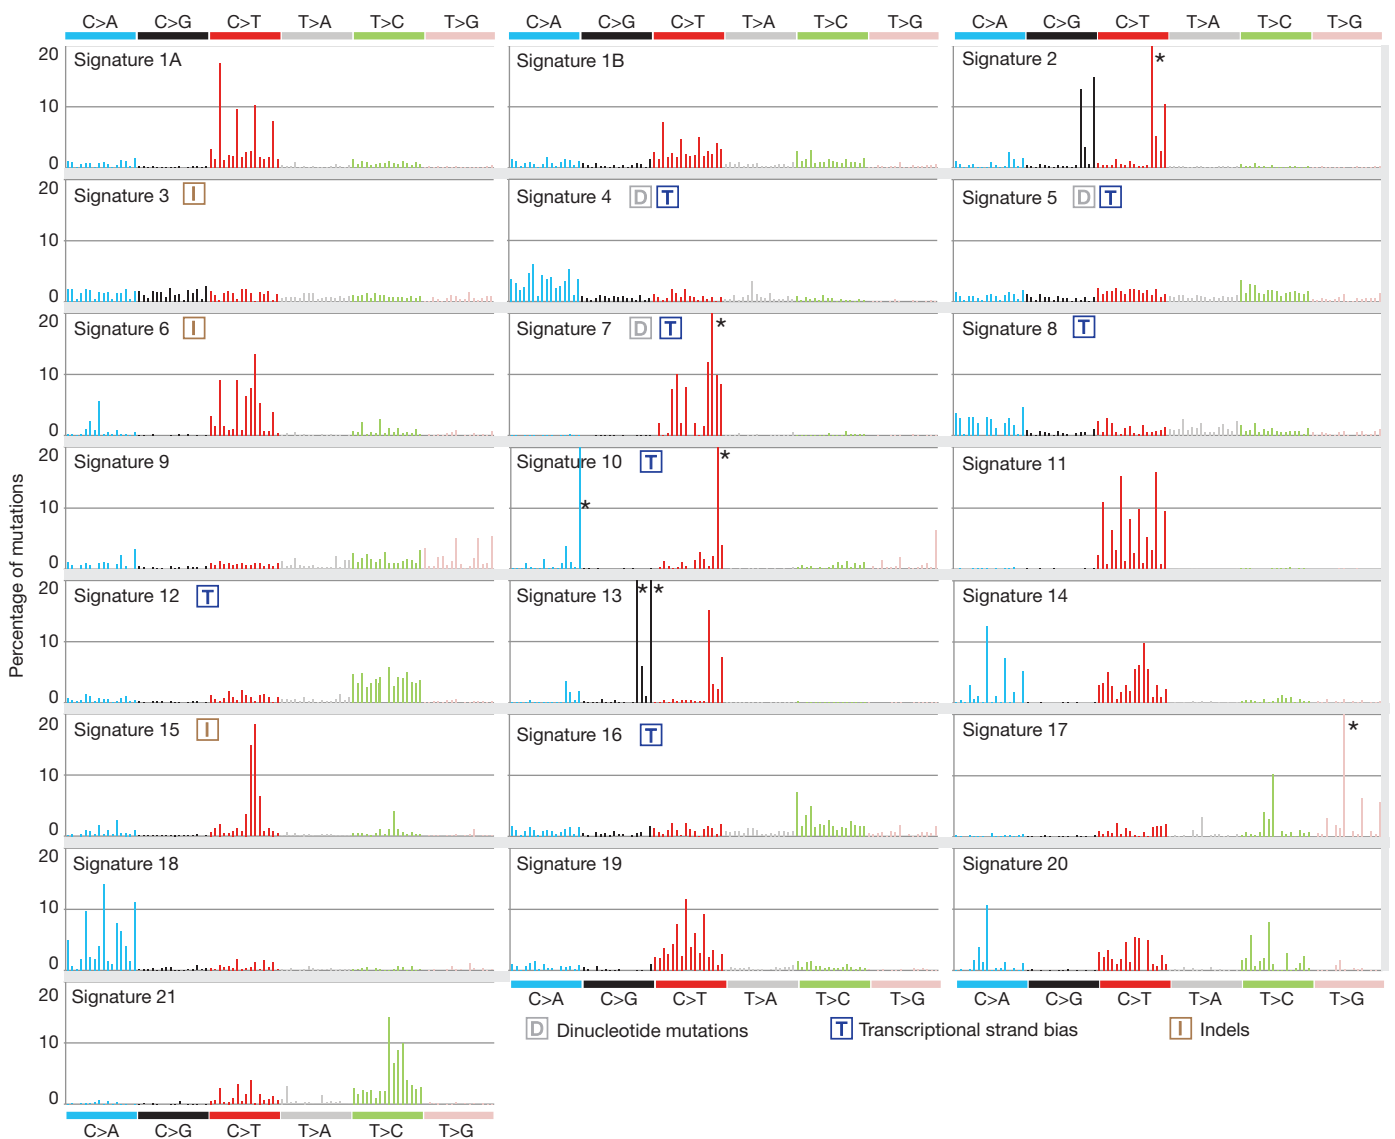 C>A C>G C>T T>A T>C T>G C>A C>G C>T T>A T>C T>G C>A C>G C>T T>A T>C T>G
20 Signature 1A Signature 1B Signature 2 *
10
0
20 Signature 3 I Signature 4 D T Signature 5 D T
10
0
20 Signature 6 I Signature 7 D T * Signature 8 T
10
0
Percentage of mutations
20 Signature 9 Signature 10 T * Signature 11
10 *
0
20 Signature 12 T Signature 13 * * Signature 14
10
0
20 Signature 15 I Signature 16 T Signature 17 *
10
0
20 Signature 18 Signature 19 Signature 20
10
0
20 Signature 21
C>A C>G C>T T>A T>C T>G C>A C>G C>T T>A T>C T>G
D Dinucleotide mutations T Transcriptional strand bias I Indels
10
0
C>A C>G C>T T>A T>C T>G